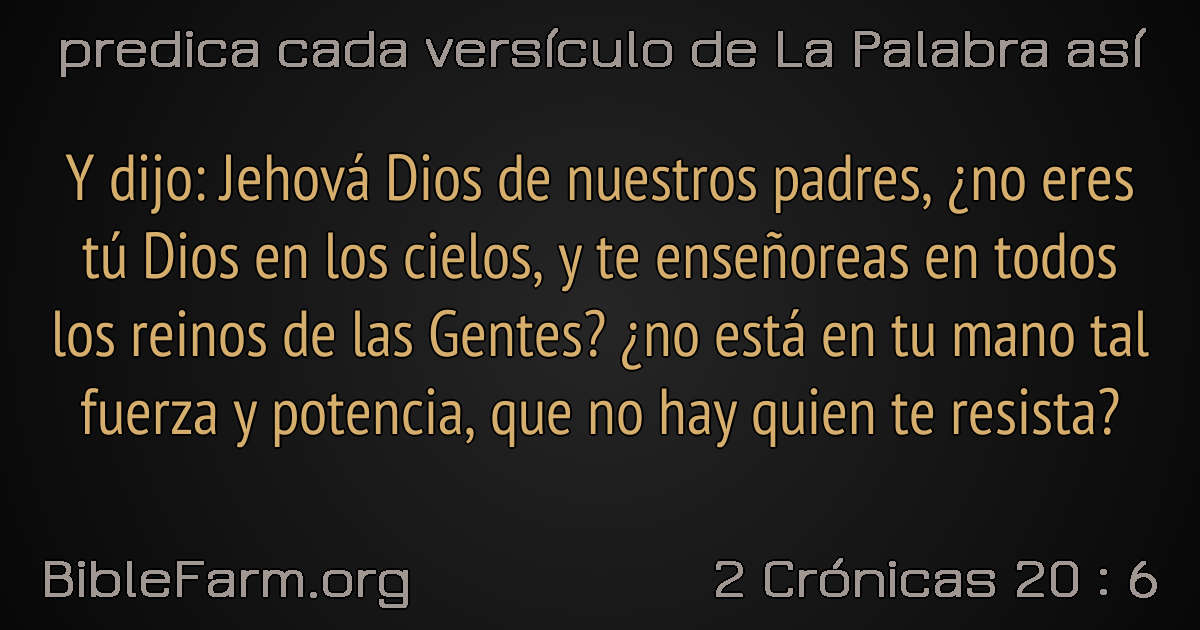 predica cada versículo de La Palabra así
Y dijo: Jehová Dios de nuestros padres, ¿no eres
tú Dios en los cielos, y te enseñoreas en todos
los reinos de las Gentes? ¿no está en tu mano tal
fuerza y potencia, que no hay quien te resista?
BibleFarm.org
2 Crónicas 20 : 6